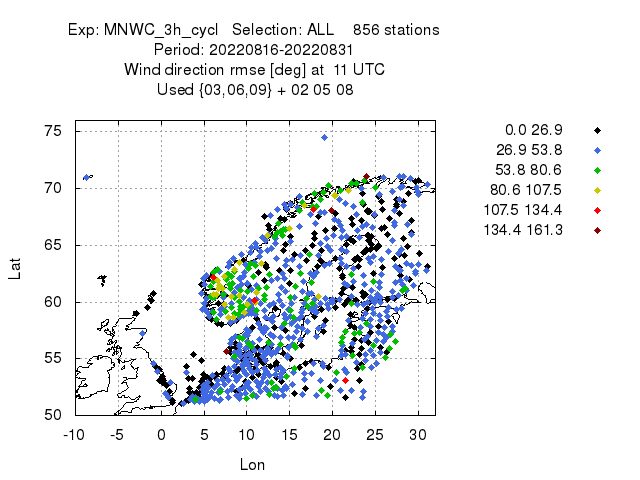 Exp: MNWC_3h_cycl Selection: ALL 856 stations
Period: 20220816-20220831
Wind direction rmse [deg] at 11 UTC
Used {03,06,09} + 02 05 08
0.0 26.9
26.9 53.8
53.8 80.6
80.6 107.5
107.5 134.4
134.4 161.3
75
70
65
60
55
50
Lat
-10 -5 0 5 10 15 20 25 30
Lon